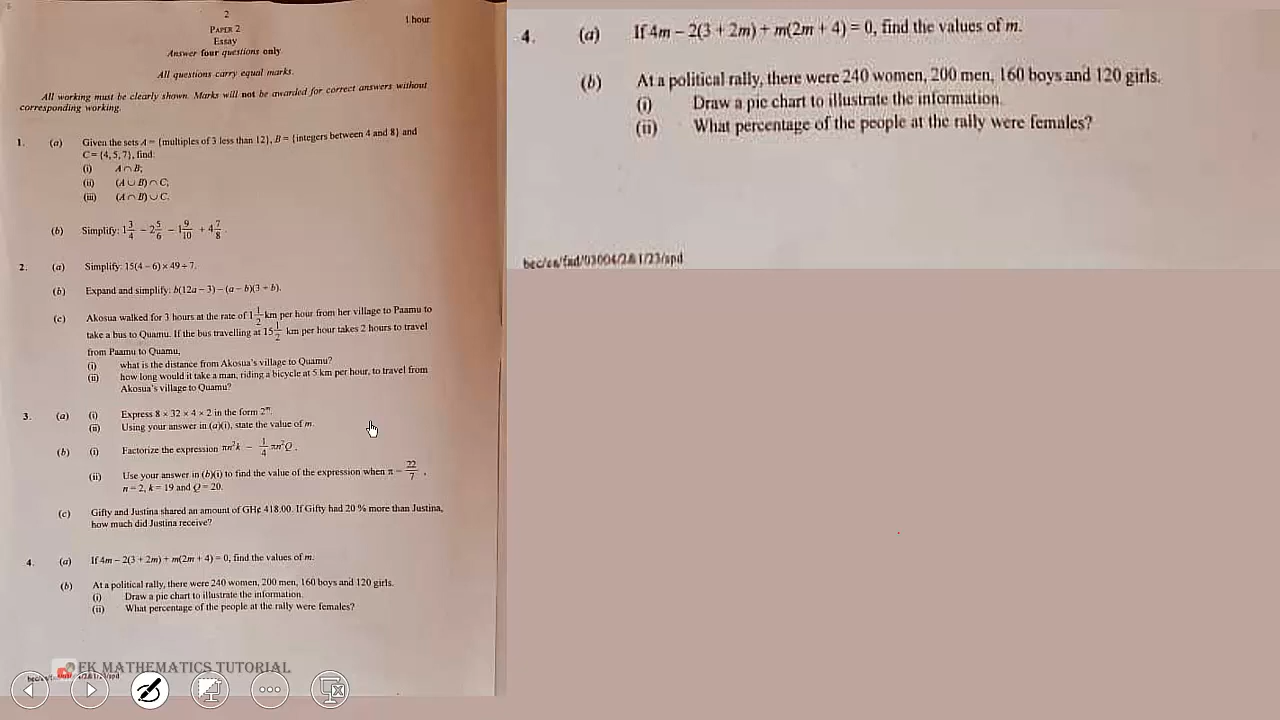 2
PAPER 2
1 hour
Essay
Answer four questions only
All questions carry equal marks.
All working must be clearly shown. Marks will not be awarded for correct answers without
corresponding working.
1. (a) Given the sets A = {multiples of 3 less than 12}, B = {integers between 4 and 8} and
C = {4, 5, 7}, find:
(i) A ∩ B;
(ii) (A ∪ B) ∩ C;
(iii) (A ∩ B) ∪ C.
(b) Simplify: 1 3/4 − 2 5/6 − 1 9/10 + 4 7/8.
2. (a) Simplify: 15(4 − 6) × 49 ÷ 7.
(b) Expand and simplify: b(12a − 3) − (a − b)(3 + b).
(c) Akosua walked for 3 hours at the rate of 1 1/2 km per hour from her village to Paamu to
take a bus to Quamu. If the bus travelling at 15 1/2 km per hour takes 2 hours to travel
from Paamu to Quamu,
(i) what is the distance from Akosua's village to Quamu?
(ii) how long would it take a man, riding a bicycle at 5 km per hour, to travel from
Akosua's village to Quamu?
3. (a) (i) Express 8 × 32 × 4 × 2 in the form 2ᵐ.
(ii) Using your answer in (a)(i), state the value of m.
(b) (i) Factorize the expression πn²k − 1/4 πn²Q.
(ii) Use your answer in (b)(i) to find the value of the expression when π = 22/7,
n = 2, k = 19 and Q = 20.
(c) Gifty and Justina shared an amount of GH¢ 418.00. If Gifty had 20 % more than Justina,
how much did Justina receive?
4. (a) If 4m − 2(3 + 2m) + m(2m + 4) = 0, find the values of m.
(b) At a political rally, there were 240 women, 200 men, 160 boys and 120 girls.
(i) Draw a pie chart to illustrate the information.
(ii) What percentage of the people at the rally were females?
EK MATHEMATICS TUTORIAL
4. (a) If 4m − 2(3 + 2m) + m(2m + 4) = 0, find the values of m.
(b) At a political rally, there were 240 women, 200 men, 160 boys and 120 girls.
(i) Draw a pie chart to illustrate the information.
(ii) What percentage of the people at the rally were females?